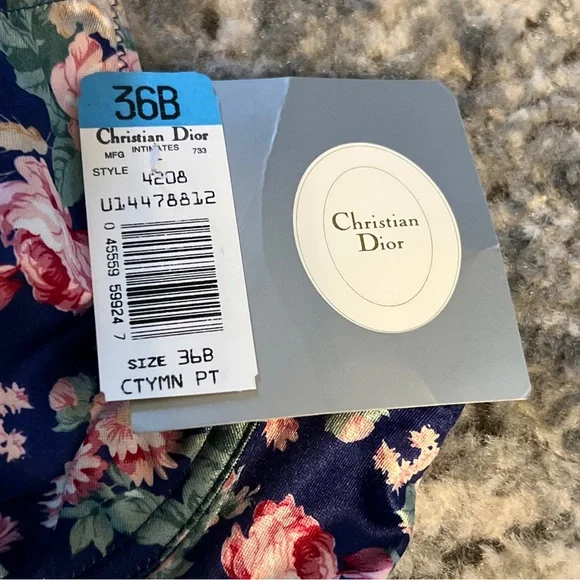 36B
Christian Dior
MFG INTIMATES 733
STYLE 4208
U14478812
0 45559 59924 7
SIZE 36B
CTYMN PT
Christian
Dior